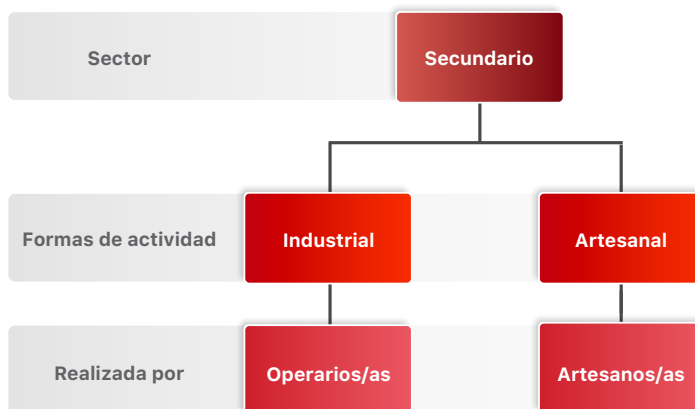 Sector
Secundario
Formas de actividad
Industrial
Artesanal
Realizada por
Operarios/as
Artesanos/as